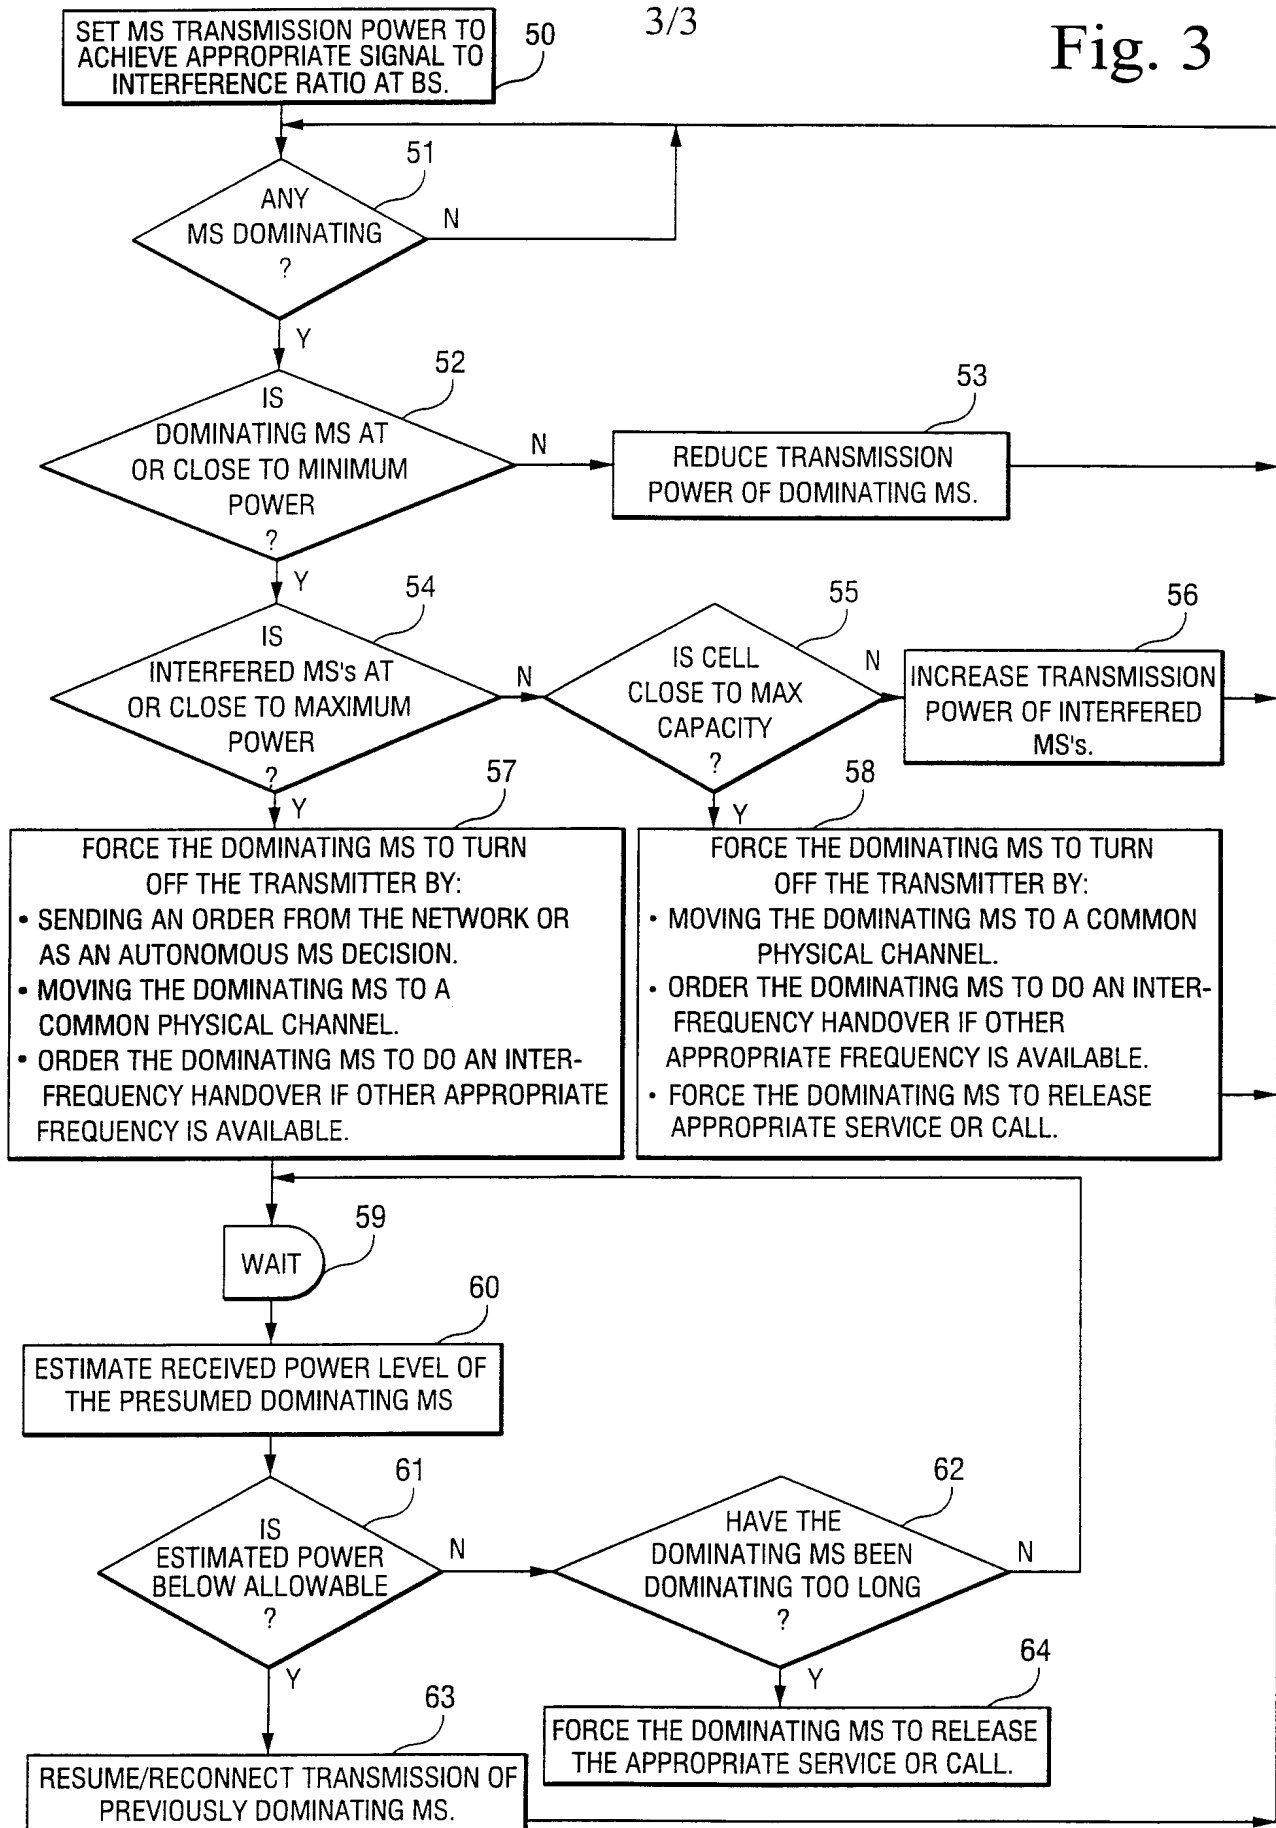 3/3
Fig. 3
SET MS TRANSMISSION POWER TO
ACHIEVE APPROPRIATE SIGNAL TO
INTERFERENCE RATIO AT BS.
50
51
ANY
MS DOMINATING
?
N
Y
52
IS
DOMINATING MS AT
OR CLOSE TO MINIMUM
POWER
?
N
Y
53
REDUCE TRANSMISSION
POWER OF DOMINATING MS.
54
IS
INTERFERED MS's AT
OR CLOSE TO MAXIMUM
POWER
?
N
Y
55
IS CELL
CLOSE TO MAX
CAPACITY
?
N
Y
56
INCREASE TRANSMISSION
POWER OF INTERFERED
MS's.
57
FORCE THE DOMINATING MS TO TURN
OFF THE TRANSMITTER BY:
• SENDING AN ORDER FROM THE NETWORK OR
AS AN AUTONOMOUS MS DECISION.
• MOVING THE DOMINATING MS TO A
COMMON PHYSICAL CHANNEL.
• ORDER THE DOMINATING MS TO DO AN INTER-
FREQUENCY HANDOVER IF OTHER APPROPRIATE
FREQUENCY IS AVAILABLE.
58
FORCE THE DOMINATING MS TO TURN
OFF THE TRANSMITTER BY:
• MOVING THE DOMINATING MS TO A COMMON
PHYSICAL CHANNEL.
• ORDER THE DOMINATING MS TO DO AN INTER-
FREQUENCY HANDOVER IF OTHER
APPROPRIATE FREQUENCY IS AVAILABLE.
• FORCE THE DOMINATING MS TO RELEASE
APPROPRIATE SERVICE OR CALL.
59
WAIT
60
ESTIMATE RECEIVED POWER LEVEL OF
THE PRESUMED DOMINATING MS
61
IS
ESTIMATED POWER
BELOW ALLOWABLE
?
N
Y
62
HAVE THE
DOMINATING MS BEEN
DOMINATING TOO LONG
?
N
Y
63
RESUME/RECONNECT TRANSMISSION OF
PREVIOUSLY DOMINATING MS.
64
FORCE THE DOMINATING MS TO RELEASE
THE APPROPRIATE SERVICE OR CALL.